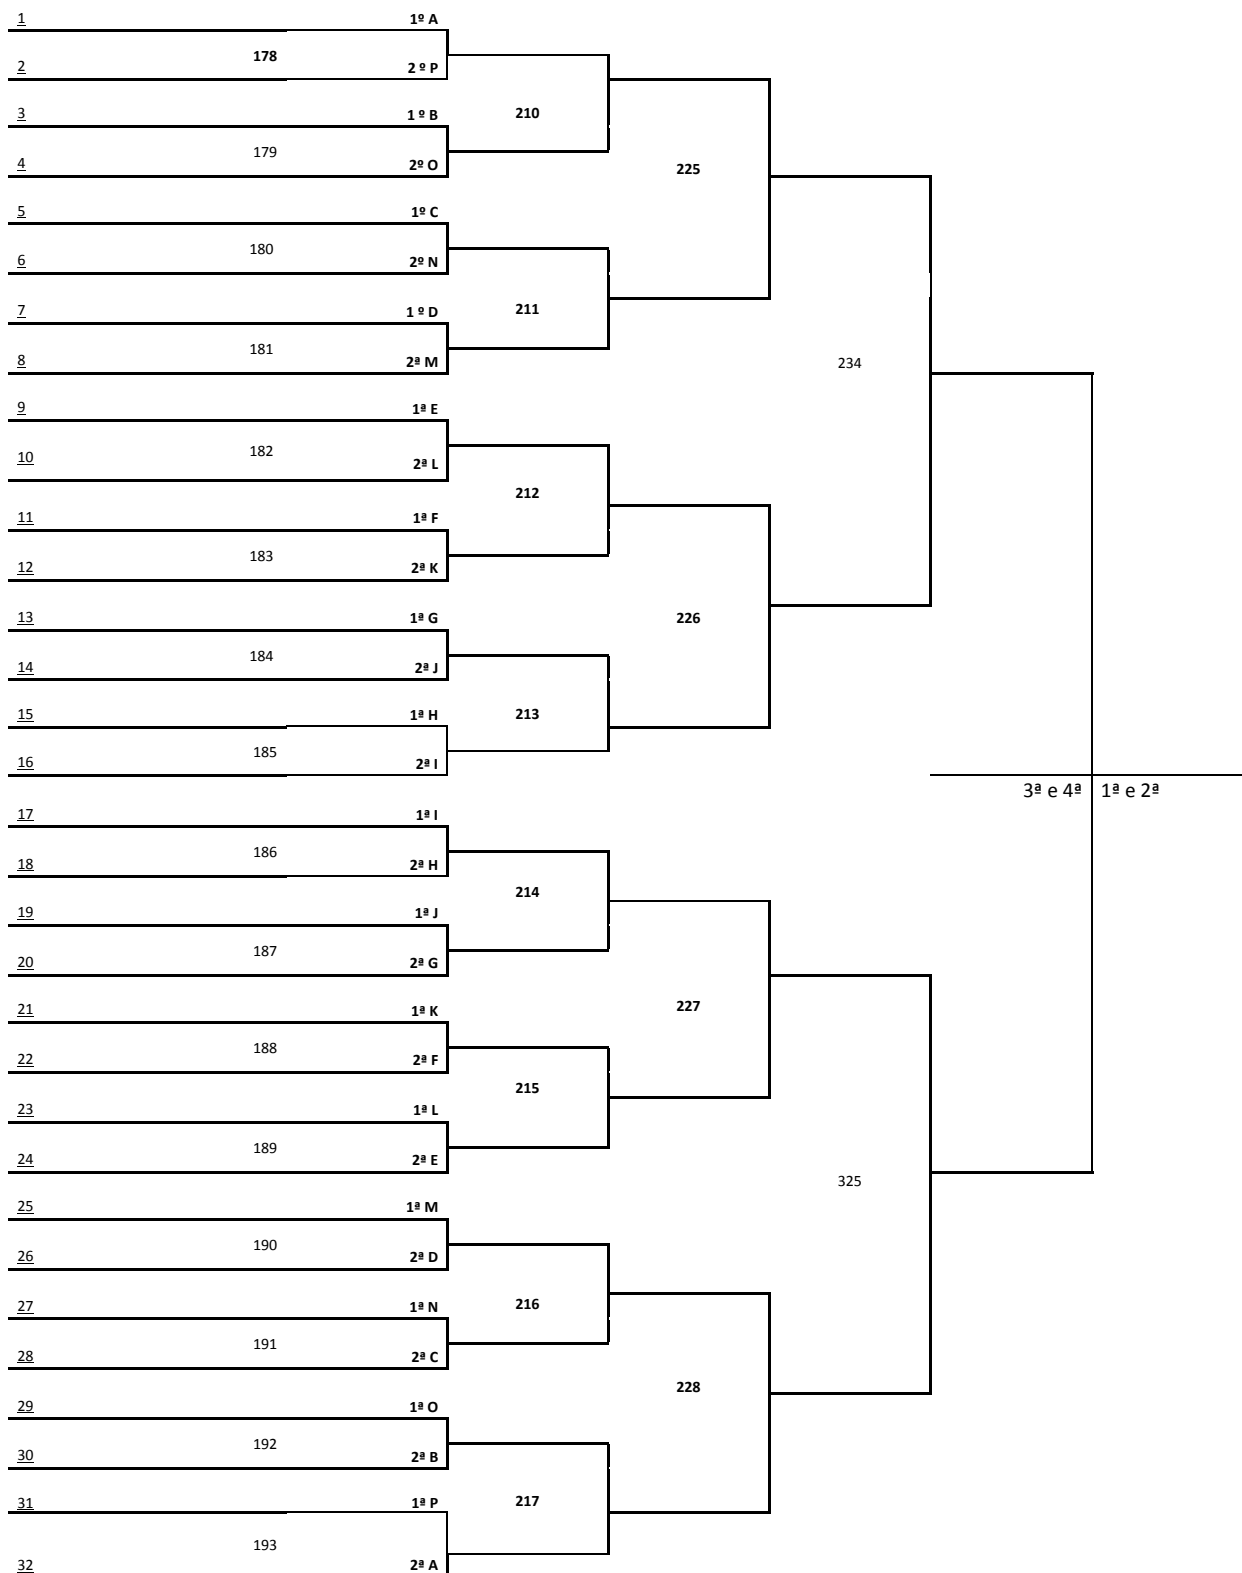 1 1º A
178
2 2 º P
3 1 º B 210
179
4 2º O
225
5 1º C
180
6 2º N
7 1 º D 211
181
8 2ª M
234
9 1ª E
182
10 2ª L
212
11 1ª F
183
12 2ª K
13 1ª G 226
184
14 2ª J
15 1ª H 213
185
16 2ª I
3ª e 4ª 1ª e 2ª
17 1ª I
186
18 2ª H
214
19 1ª J
187
20 2ª G
21 1ª K 227
188
22 2ª F
215
23 1ª L
189
24 2ª E
325
25 1ª M
190
26 2ª D
27 1ª N 216
191
28 2ª C
228
29 1ª O
192
30 2ª B
31 1ª P 217
193
32 2ª A